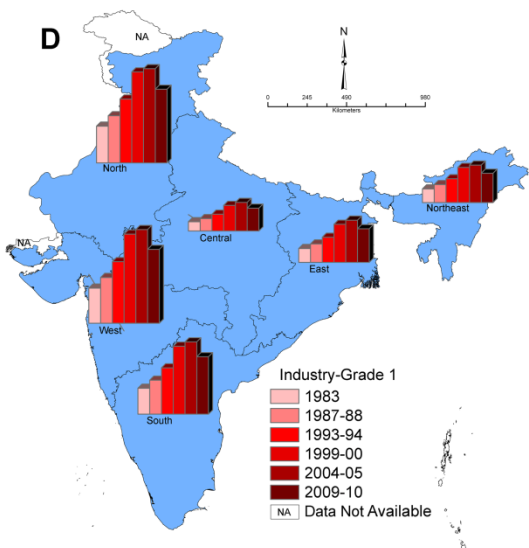 D
NA
N
0 245 490 980
Kilometers
North
Northeast
Central
NA
East
West
South
Industry-Grade 1
1983
1987-88
1993-94
1999-00
2004-05
2009-10
NA Data Not Available